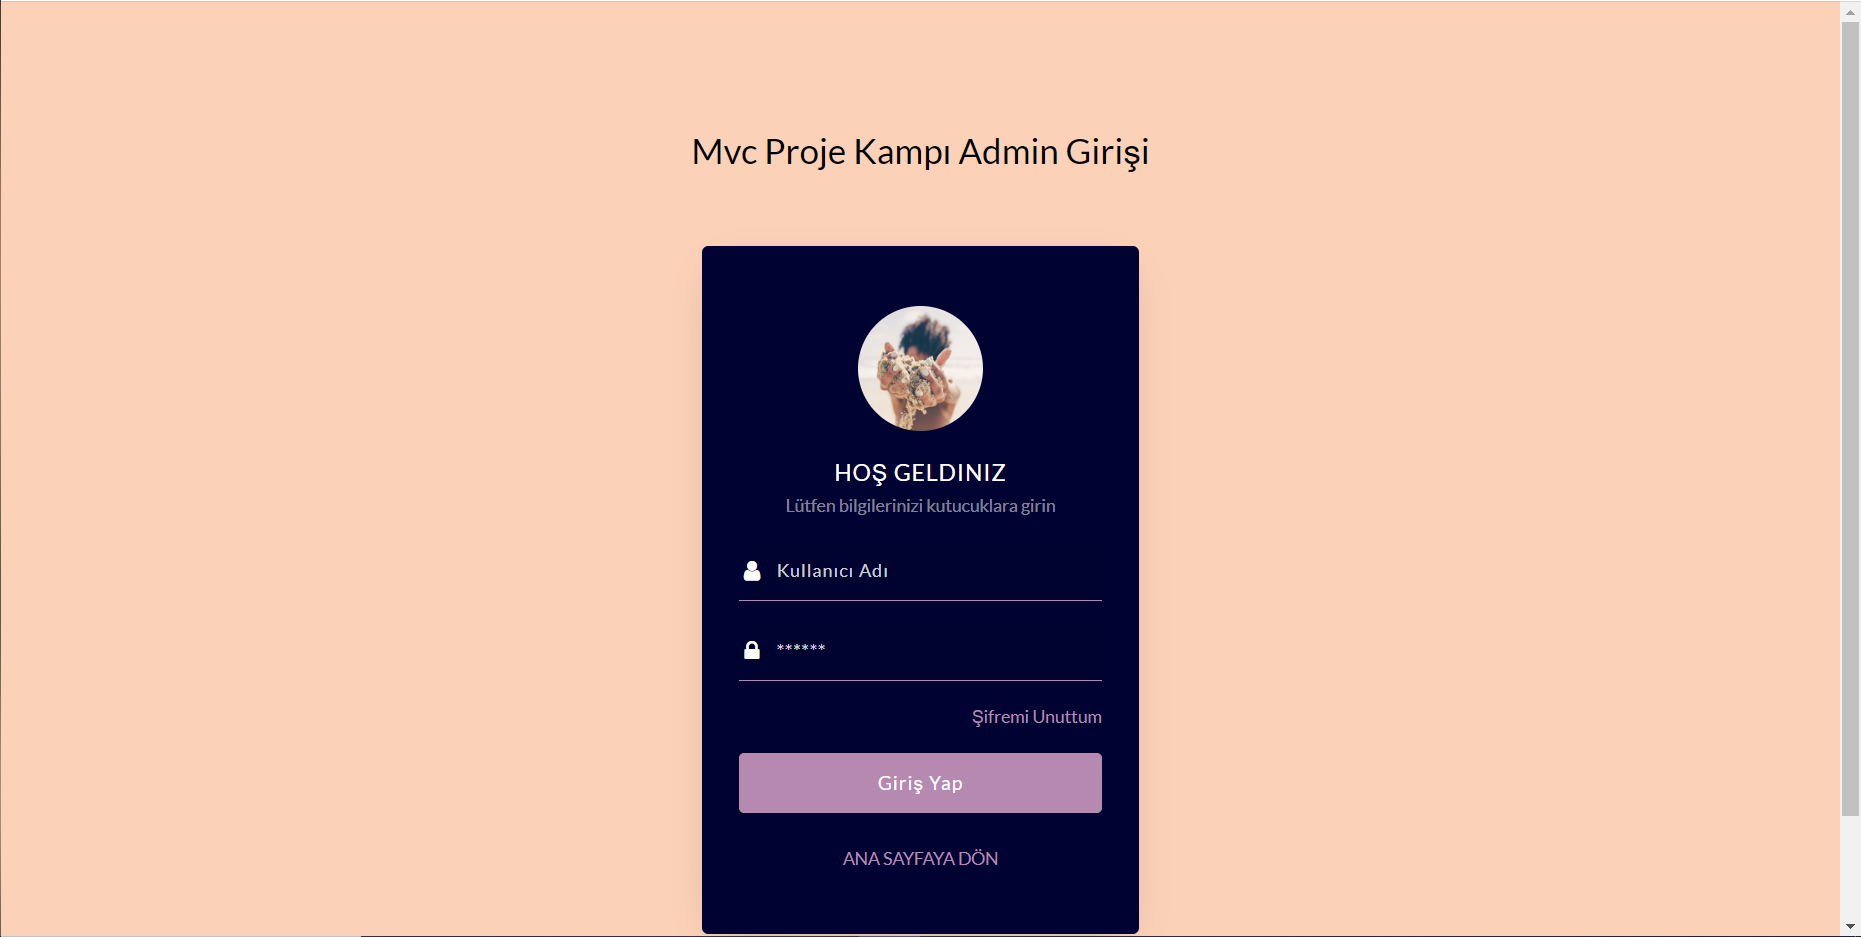 Mvc Proje Kampı Admin Girişi
HOŞ GELDINIZ
Lütfen bilgilerinizi kutucuklara girin
Kullanıcı Adı
******
Şifremi Unuttum
Giriş Yap
ANA SAYFAYA DÖN